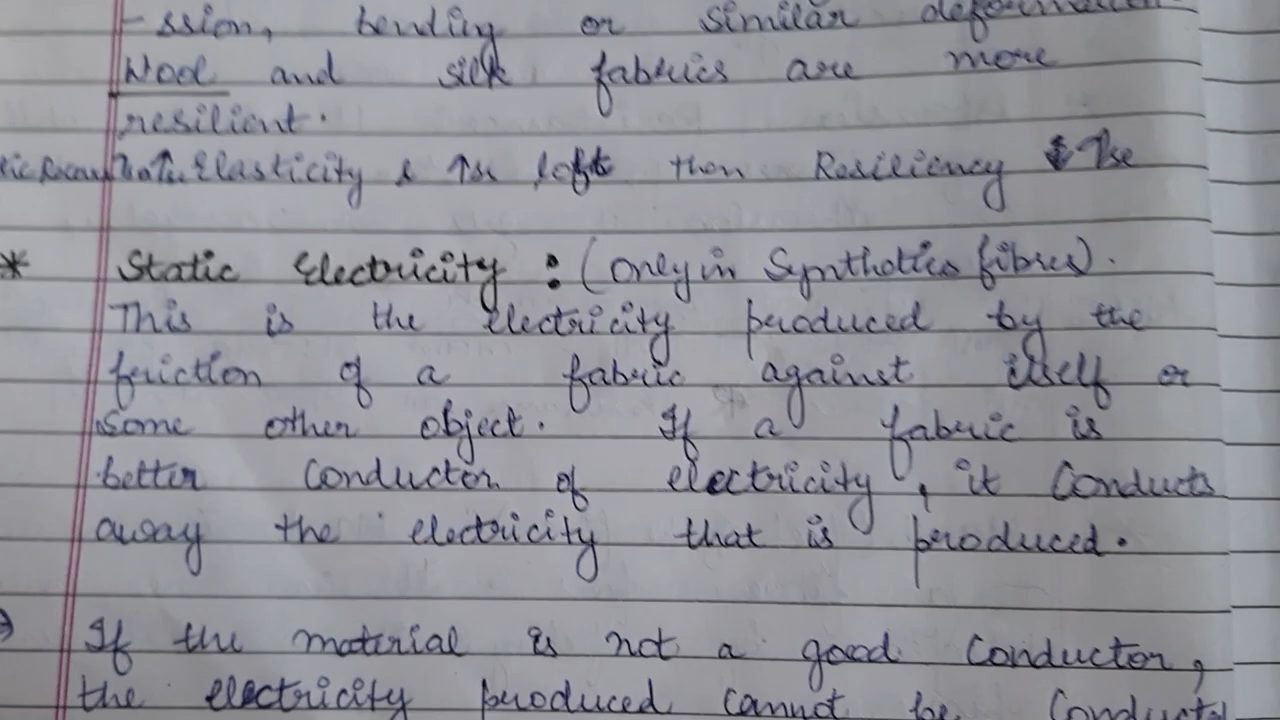 -ssion, bending or similar deformation.
Wool and silk fabrics are more
resilient.
Elasticity & then Resiliency
* Static Electricity : (only in Synthetics fibres).
This is the electricity produced by the
friction of a fabric against itself or
some other object. If a fabric is
better conductor of electricity, it conducts
away the electricity that is produced.
If the material is not a good conductor,
the electricity produced cannot be